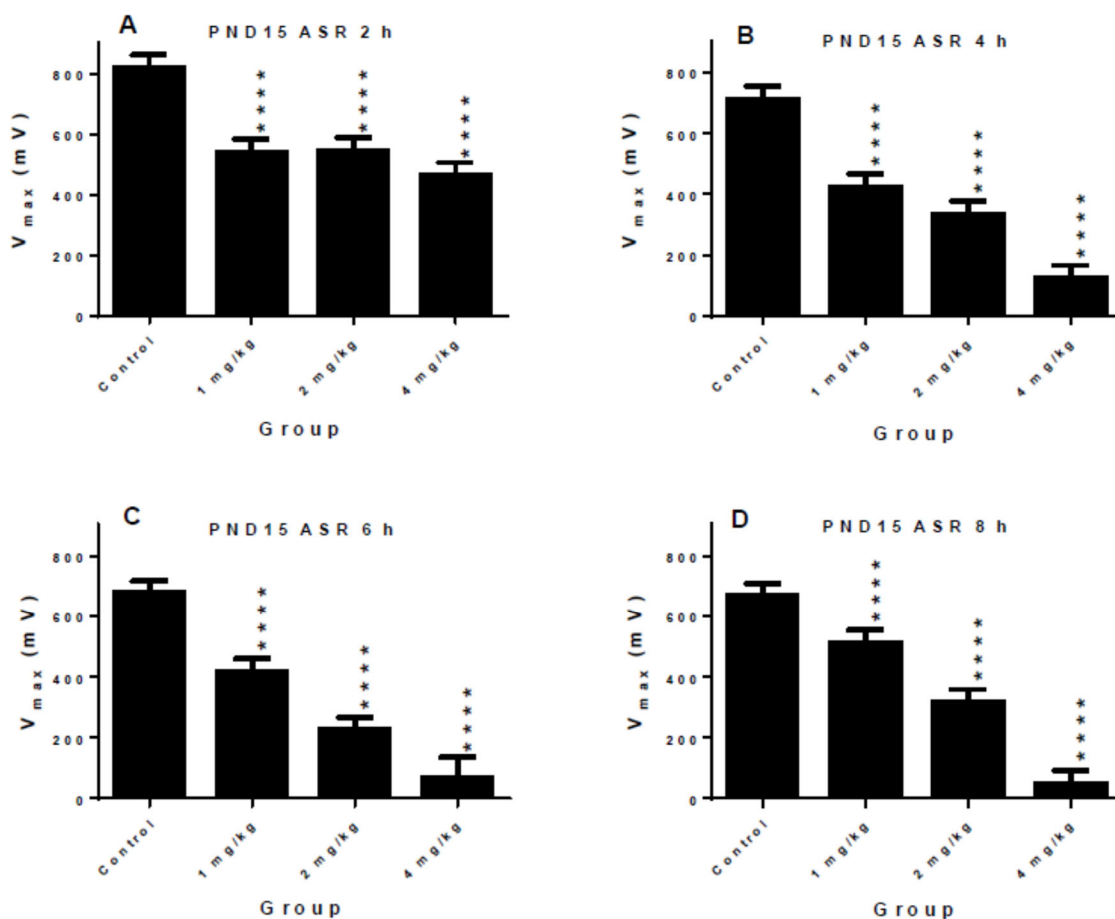 A
PND15 ASR 2 h
Vmax (mV)
800
600
400
200
0
****
****
****
Control
1 mg/kg
2 mg/kg
4 mg/kg
Group
B
PND15 ASR 4 h
Vmax (mV)
800
600
400
200
0
****
****
****
Control
1 mg/kg
2 mg/kg
4 mg/kg
Group
C
PND15 ASR 6 h
Vmax (mV)
800
600
400
200
0
****
****
****
Control
1 mg/kg
2 mg/kg
4 mg/kg
Group
D
PND15 ASR 8 h
Vmax (mV)
800
600
400
200
0
****
****
****
Control
1 mg/kg
2 mg/kg
4 mg/kg
Group